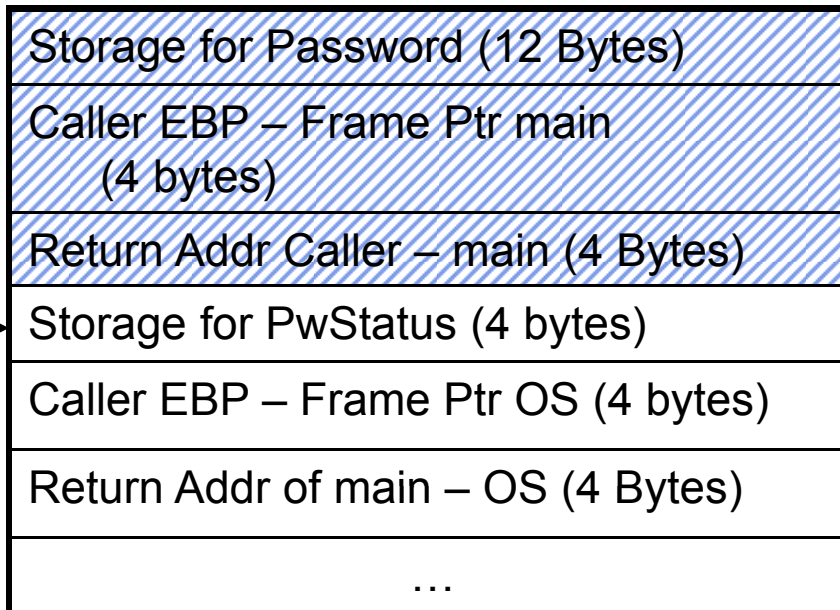 Storage for Password (12 Bytes)
Caller EBP – Frame Ptr main
(4 bytes)
Return Addr Caller – main (4 Bytes)
Storage for PwStatus (4 bytes)
Caller EBP – Frame Ptr OS (4 bytes)
Return Addr of main – OS (4 Bytes)
…